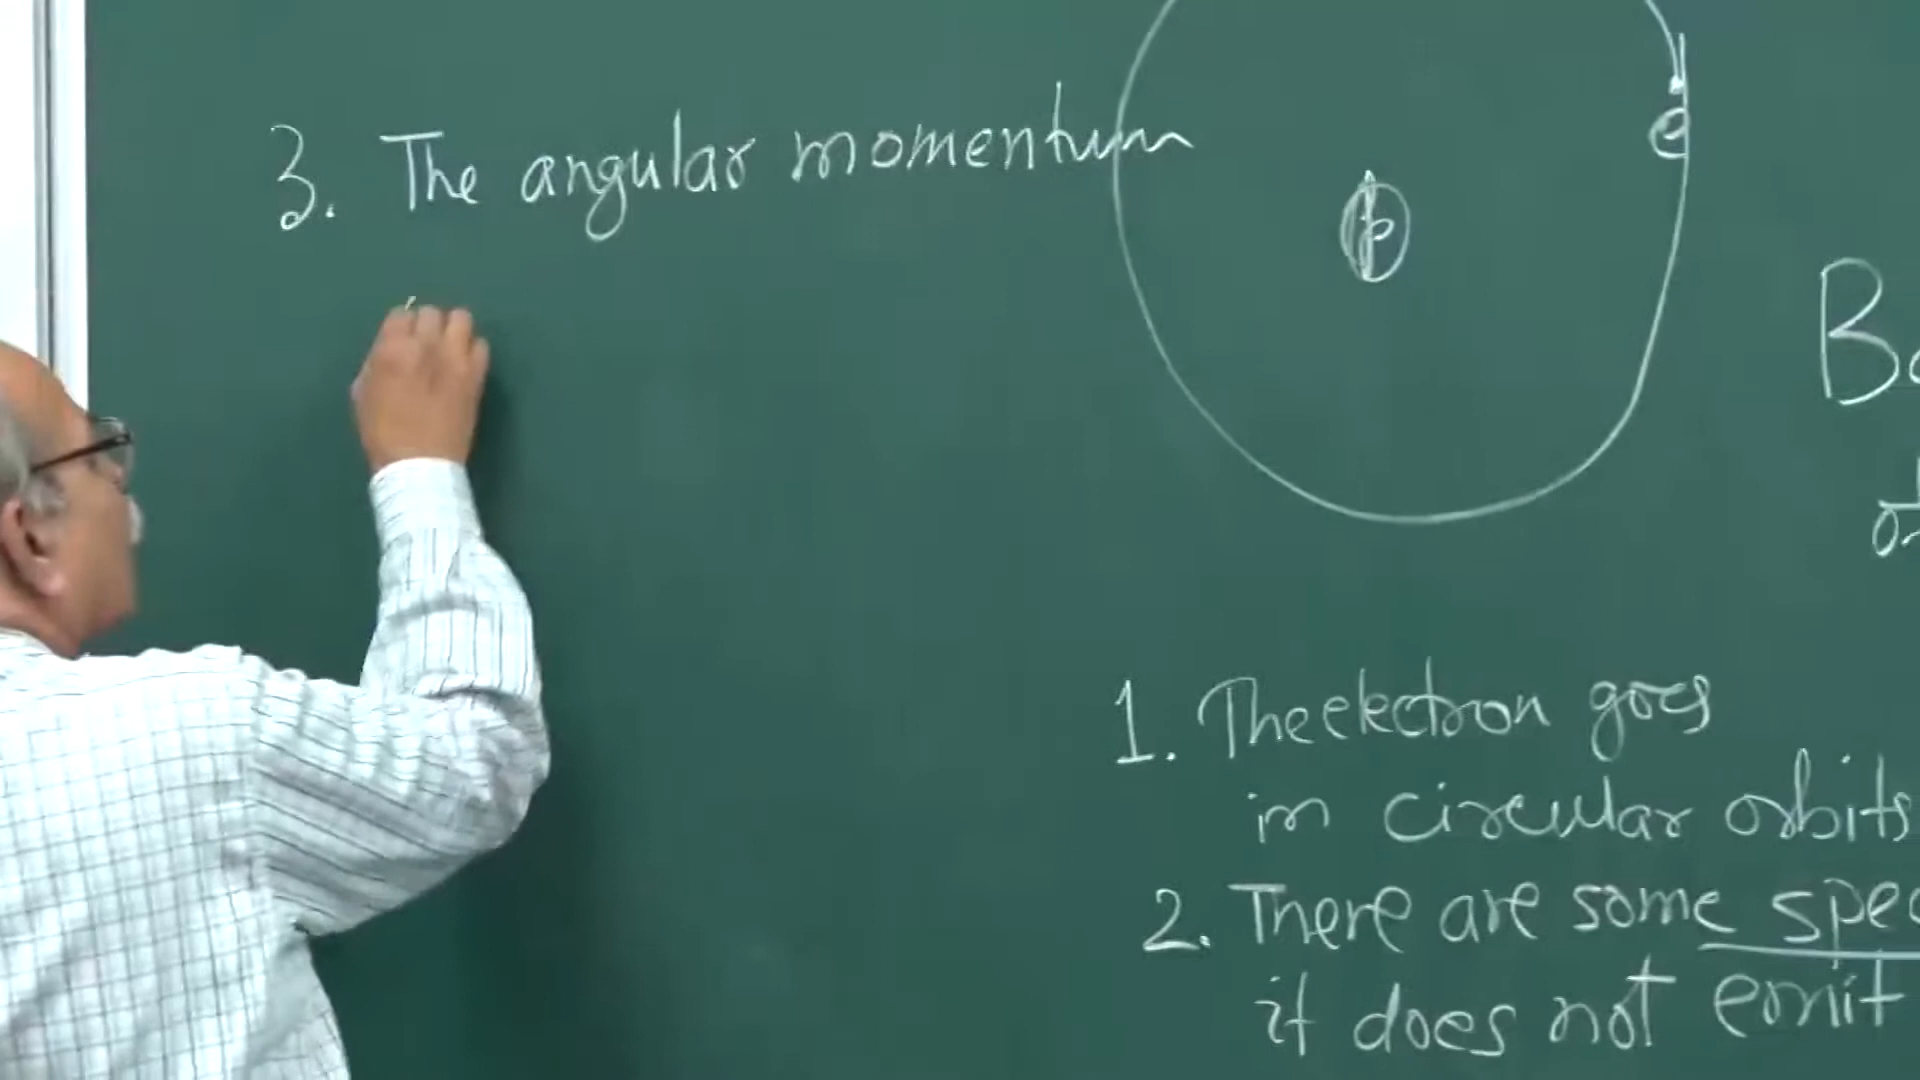 3. The angular momentum
e
p
1. The electron goes
in circular orbits
2. There are some
it does not emit